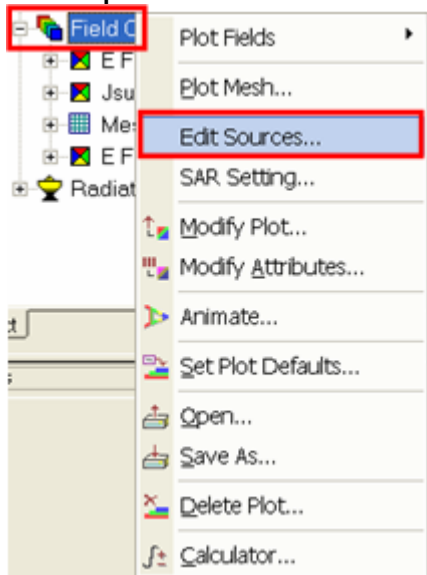 Field O
E F
Jsu
Me
E F
Radiat
Plot Fields
Plot Mesh...
Edit Sources...
SAR Setting...
Modify Plot...
Modify Attributes...
Animate...
Set Plot Defaults...
Open...
Save As...
Delete Plot...
Calculator...